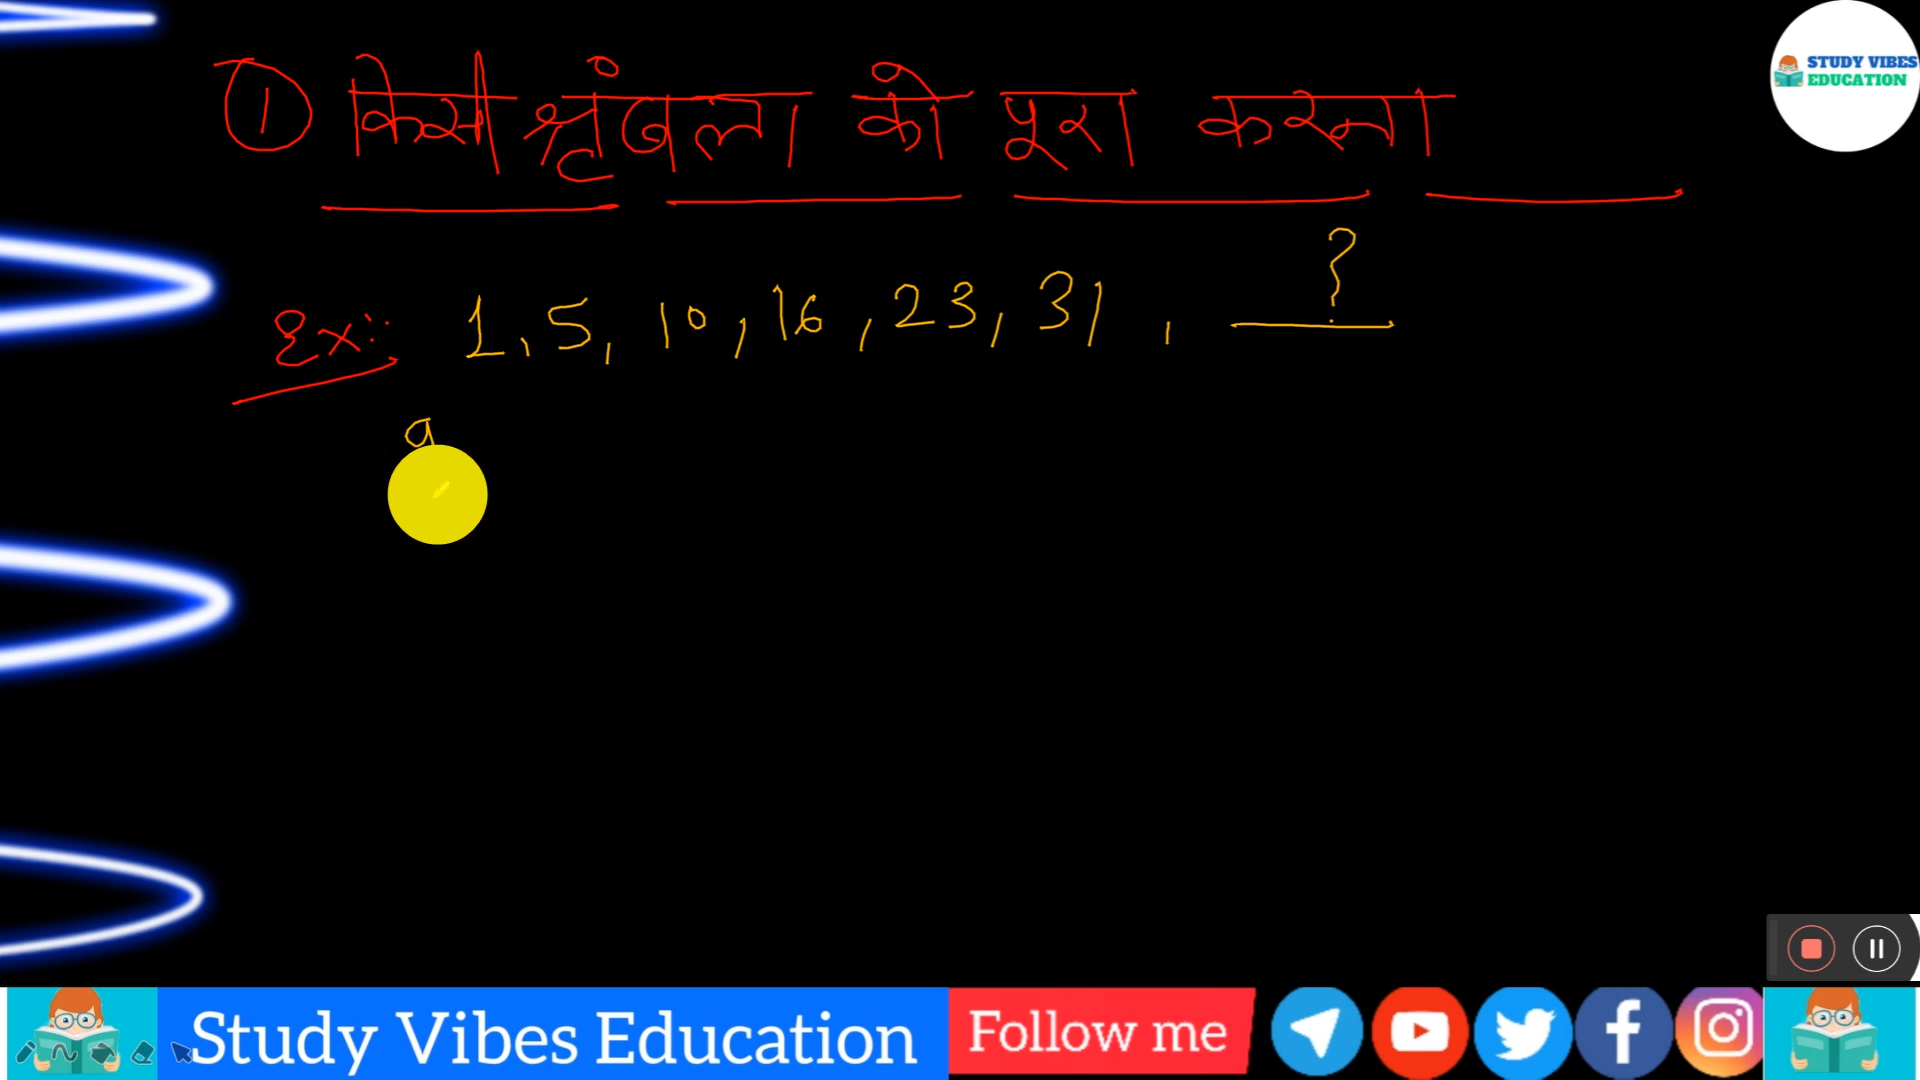 STUDY VIBES
EDUCATION
① किसी श्रृंखला को पूरा करना
Ex:- 1, 5, 10, 16, 23, 31, ?
a
Study Vibes Education
Follow me